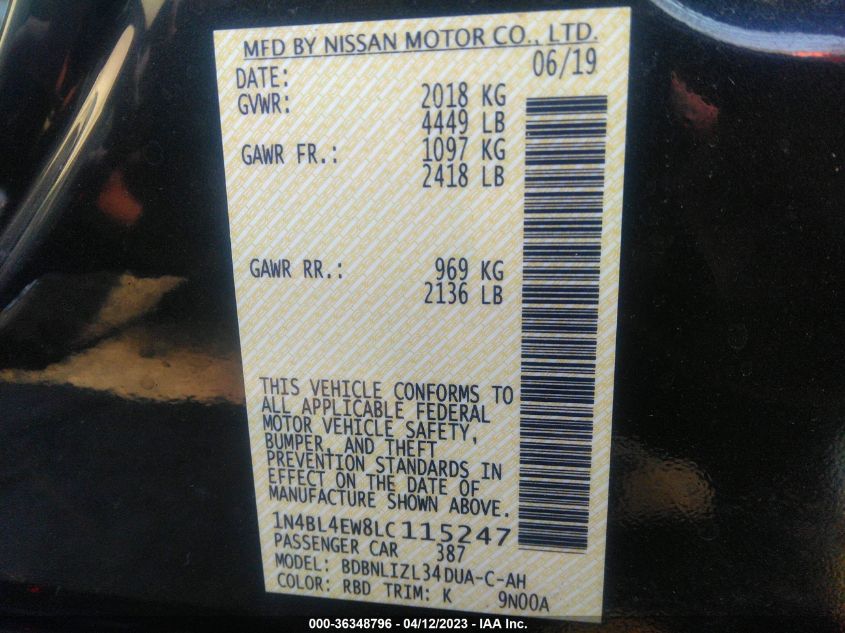 MFD BY NISSAN MOTOR CO., LTD.
DATE: 06/19
GVWR: 2018 KG
4449 LB
GAWR FR.: 1097 KG
2418 LB
GAWR RR.: 969 KG
2136 LB
THIS VEHICLE CONFORMS TO
ALL APPLICABLE FEDERAL
MOTOR VEHICLE SAFETY,
BUMPER, AND THEFT
PREVENTION STANDARDS IN
EFFECT ON THE DATE OF
MANUFACTURE SHOWN ABOVE.
1N4BL4EW8LC115247
PASSENGER CAR 387
MODEL: BDBNLIZL34DUA-C-AH
COLOR: RBD TRIM: K 9N00A
000-36348796 - 04/12/2023 - IAA Inc.